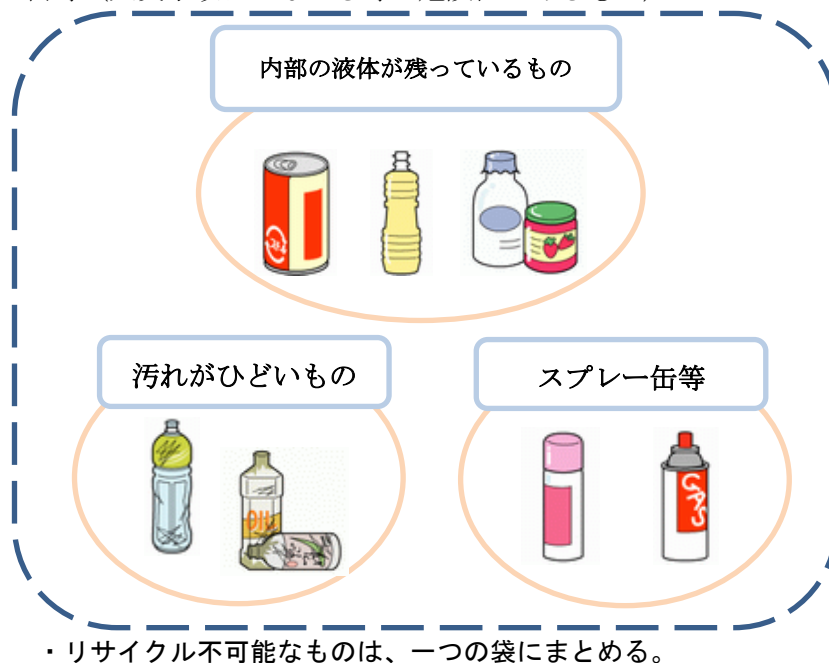 内部の液体が残っているもの
汚れがひどいもの
スプレー缶等
OIL
GAS
・リサイクル不可能なものは、一つの袋にまとめる。